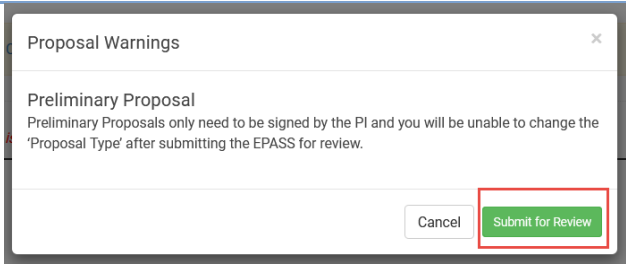 Proposal Warnings ×
Preliminary Proposal
Preliminary Proposals only need to be signed by the PI and you will be unable to change the
'Proposal Type' after submitting the EPASS for review.
Cancel Submit for Review